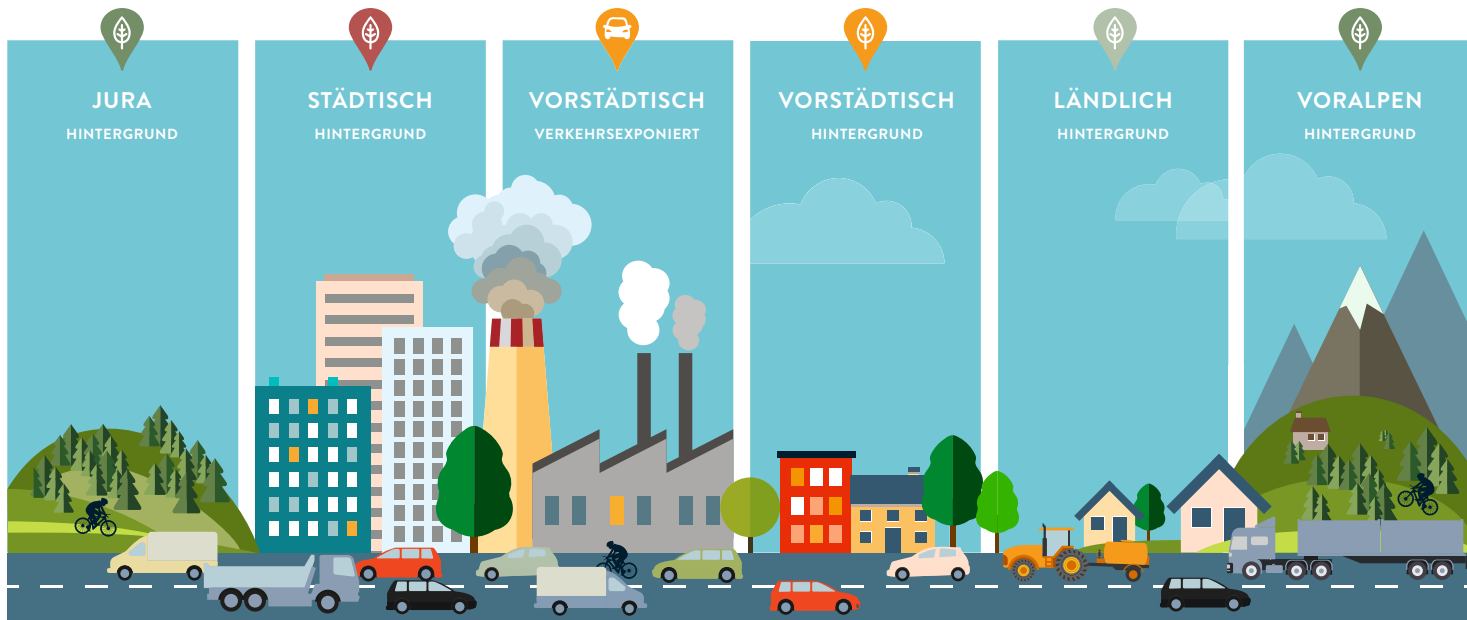 JURA
HINTERGRUND
STÄDTISCH
HINTERGRUND
VORSTÄDTISCH
VERKEHRSEXPONIERT
VORSTÄDTISCH
HINTERGRUND
LÄNDLICH
HINTERGRUND
VORALPEN
HINTERGRUND